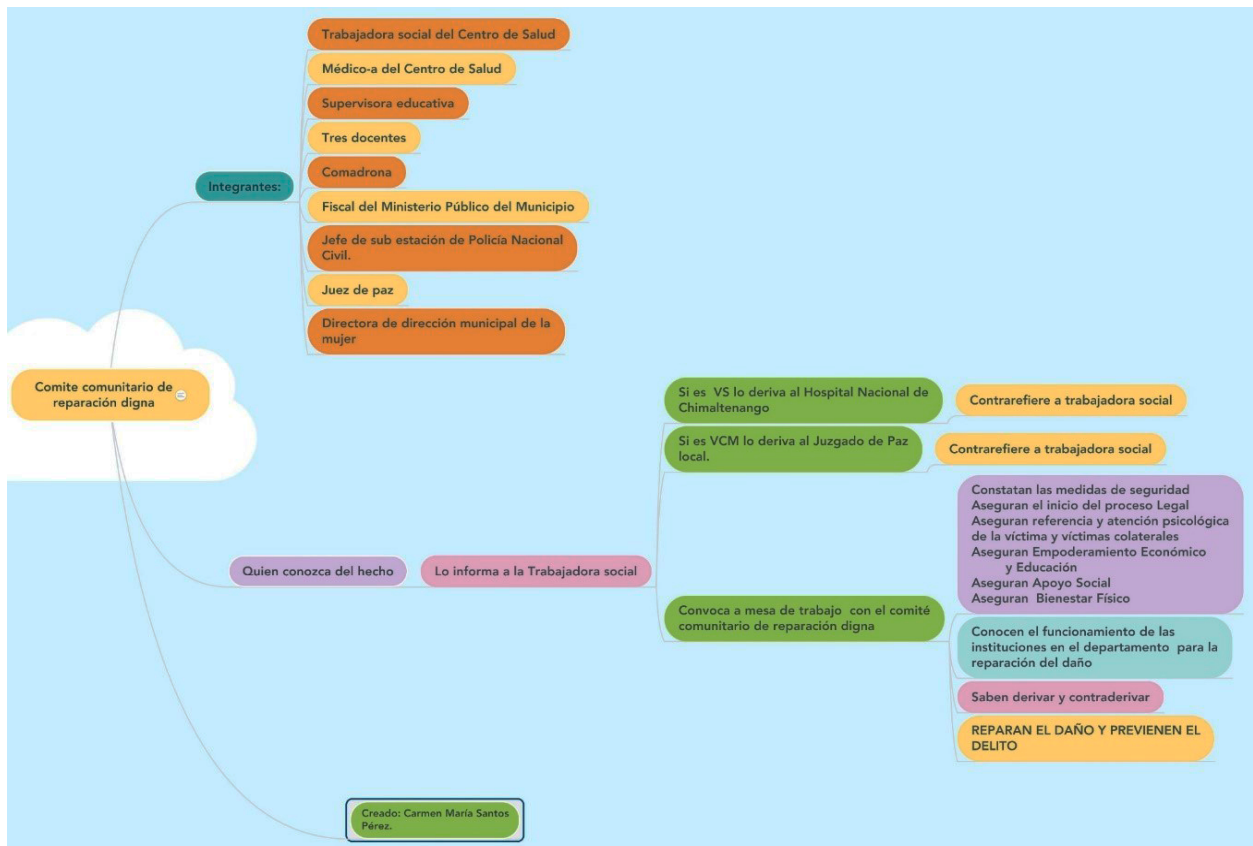 Trabajadora social del Centro de Salud
Médico-a del Centro de Salud
Supervisora educativa
Tres docentes
Comadrona
Integrantes:
Fiscal del Ministerio Público del Municipio
Jefe de sub estación de Policía Nacional
Civil.
Juez de paz
Directora de dirección municipal de la
mujer
Comite comunitario de
reparación digna
Quien conozca del hecho
Lo informa a la Trabajadora social
Si es VS lo deriva al Hospital Nacional de
Chimaltenango
Contrarefiere a trabajadora social
Si es VCM lo deriva al Juzgado de Paz
local.
Contrarefiere a trabajadora social
Convoca a mesa de trabajo con el comité
comunitario de reparación digna
Constatan las medidas de seguridad
Aseguran el inicio del proceso Legal
Aseguran referencia y atención psicológica
de la víctima y víctimas colaterales
Aseguran Empoderamiento Económico
y Educación
Aseguran Apoyo Social
Aseguran Bienestar Físico
Conocen el funcionamiento de las
instituciones en el departamento para la
reparación del daño
Saben derivar y contraderivar
REPARAN EL DAÑO Y PREVIENEN EL
DELITO
Creado: Carmen María Santos
Pérez.